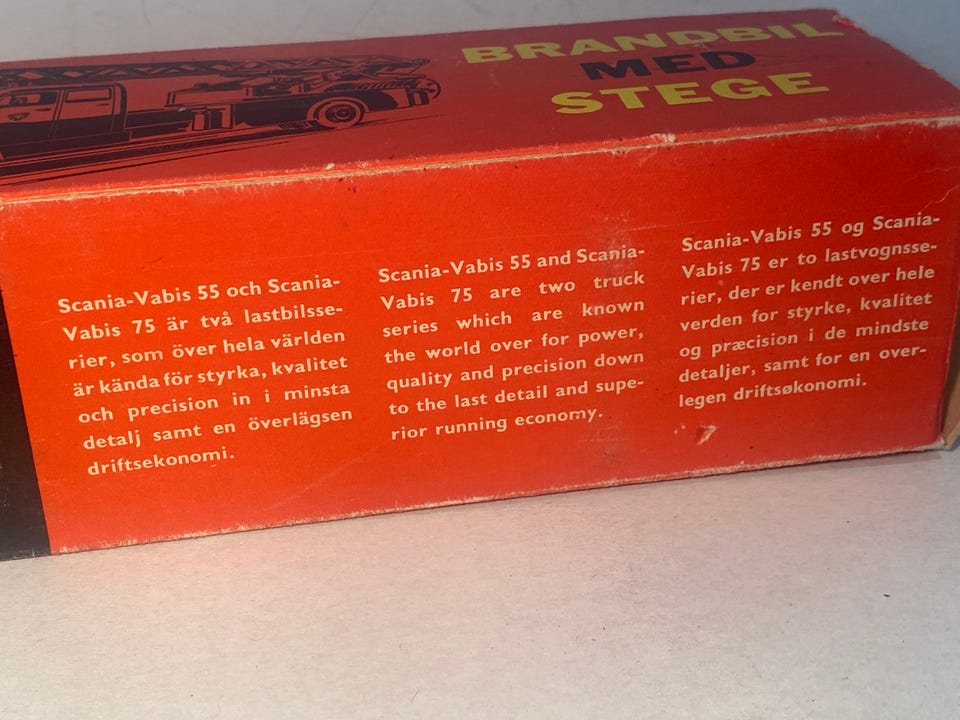 BRANDBIL
MED
STEGE
Scania-Vabis 55 och Scania-
Vabis 75 är två lastbilsse-
rier, som över hela världen
är kända för styrka, kvalitet
och precision in i minsta
detalj samt en överlägsen
driftsekonomi.
Scania-Vabis 55 and Scania-
Vabis 75 are two truck
series which are known
the world over for power,
quality and precision down
to the last detail and supe-
rior running economy.
Scania-Vabis 55 og Scania-
Vabis 75 er to lastvognsse-
rier, der er kendt over hele
verden for styrke, kvalitet
og præcision i de mindste
detaljer, samt for en over-
legen driftsøkonomi.